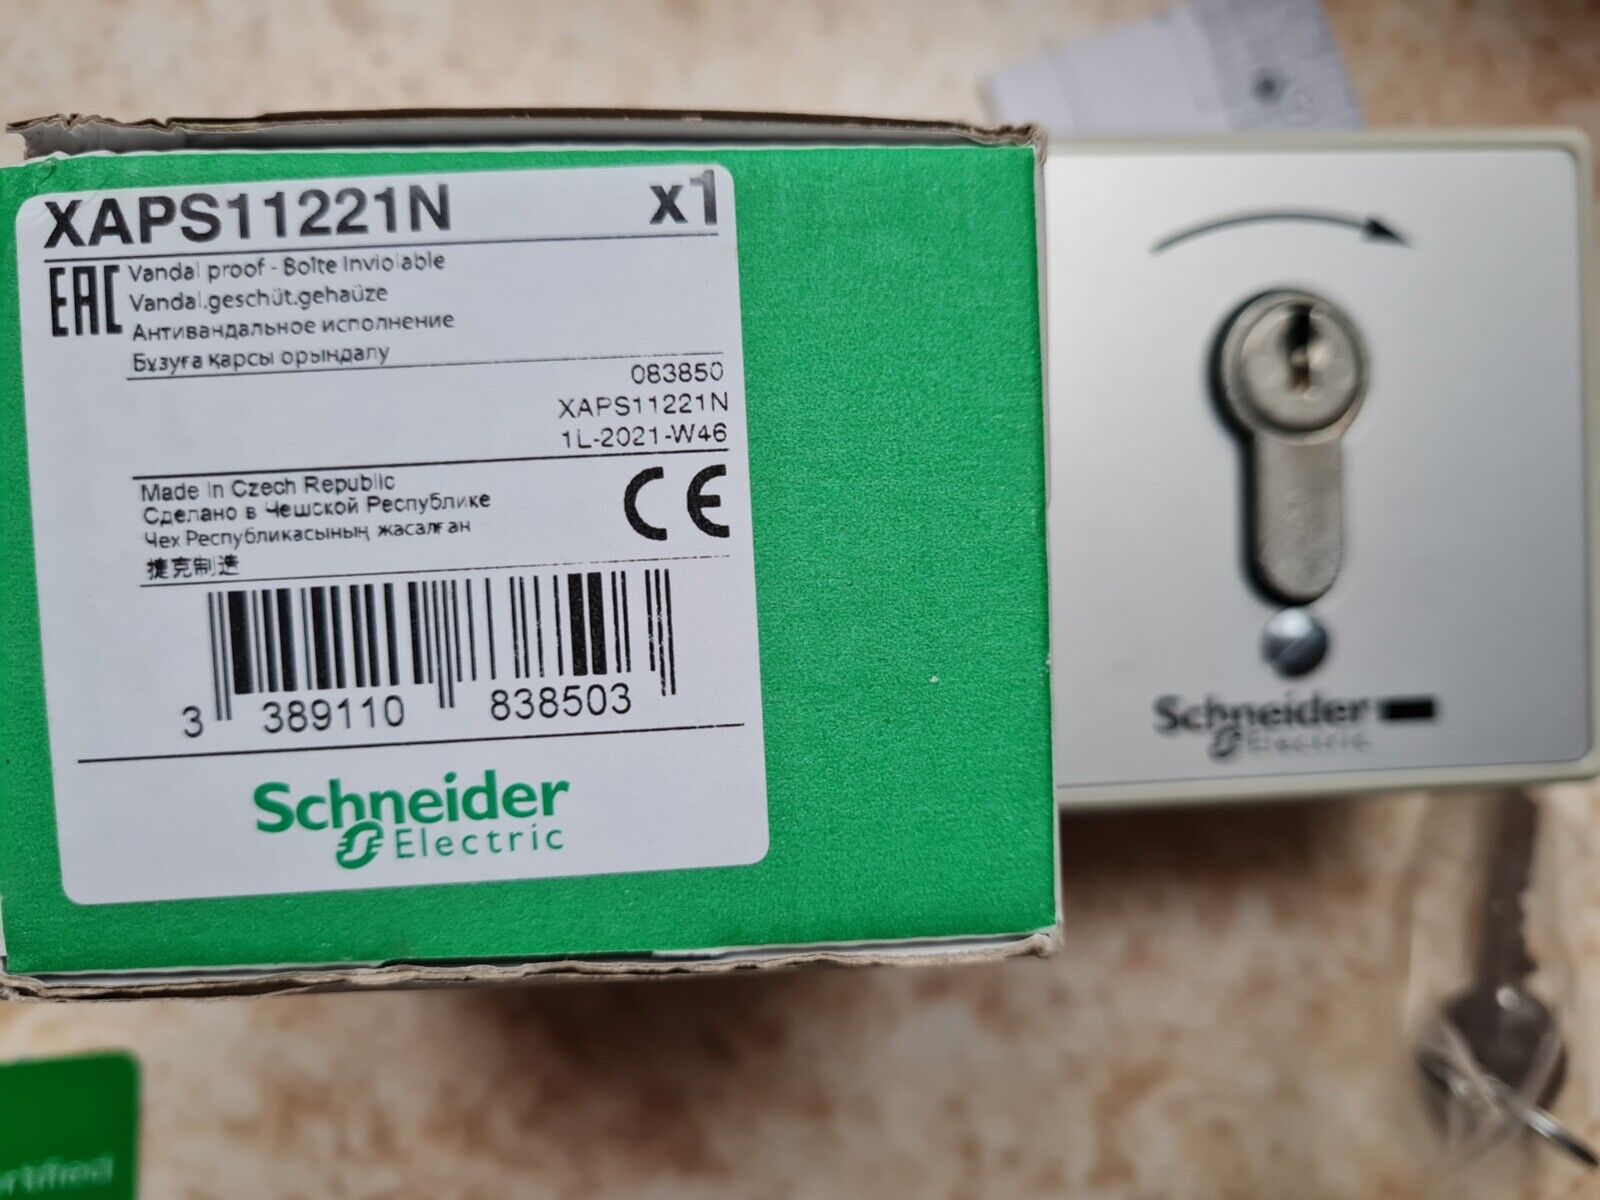 XAPS11221N x1
EAC
Vandal proof - Boîte Inviolable
Vandal.geschüt.gehaüze
Антивандальное исполнение
Бұзуға қарсы орындалу
083850
XAPS11221N
1L-2021-W46
Made in Czech Republic
Сделано в Чешской Республике
Чех Республикасының жасалған
捷克制造
CE
3 389110 838503
Schneider
Electric
Schneider
Electric